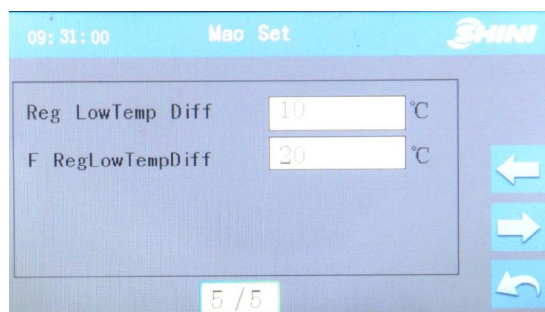 09:31:00 Mac Set SHINI
Reg LowTemp Diff 10 ℃
F RegLowTempDiff 20 ℃
5 /5